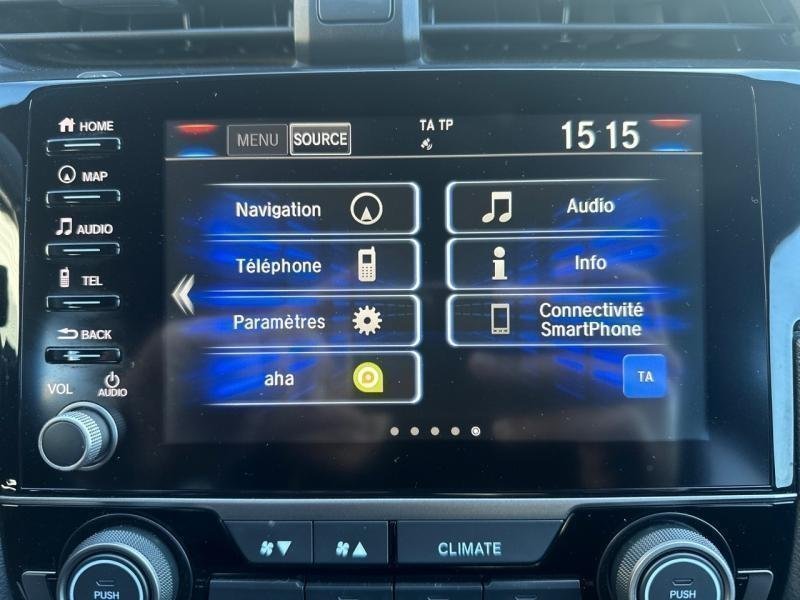 HOME
MAP
AUDIO
TEL
BACK
VOL
AUDIO
MENU
SOURCE
TA TP
15 15
Navigation
Audio
Téléphone
Info
Paramètres
Connectivité
SmartPhone
aha
TA
CLIMATE
PUSH
PUSH